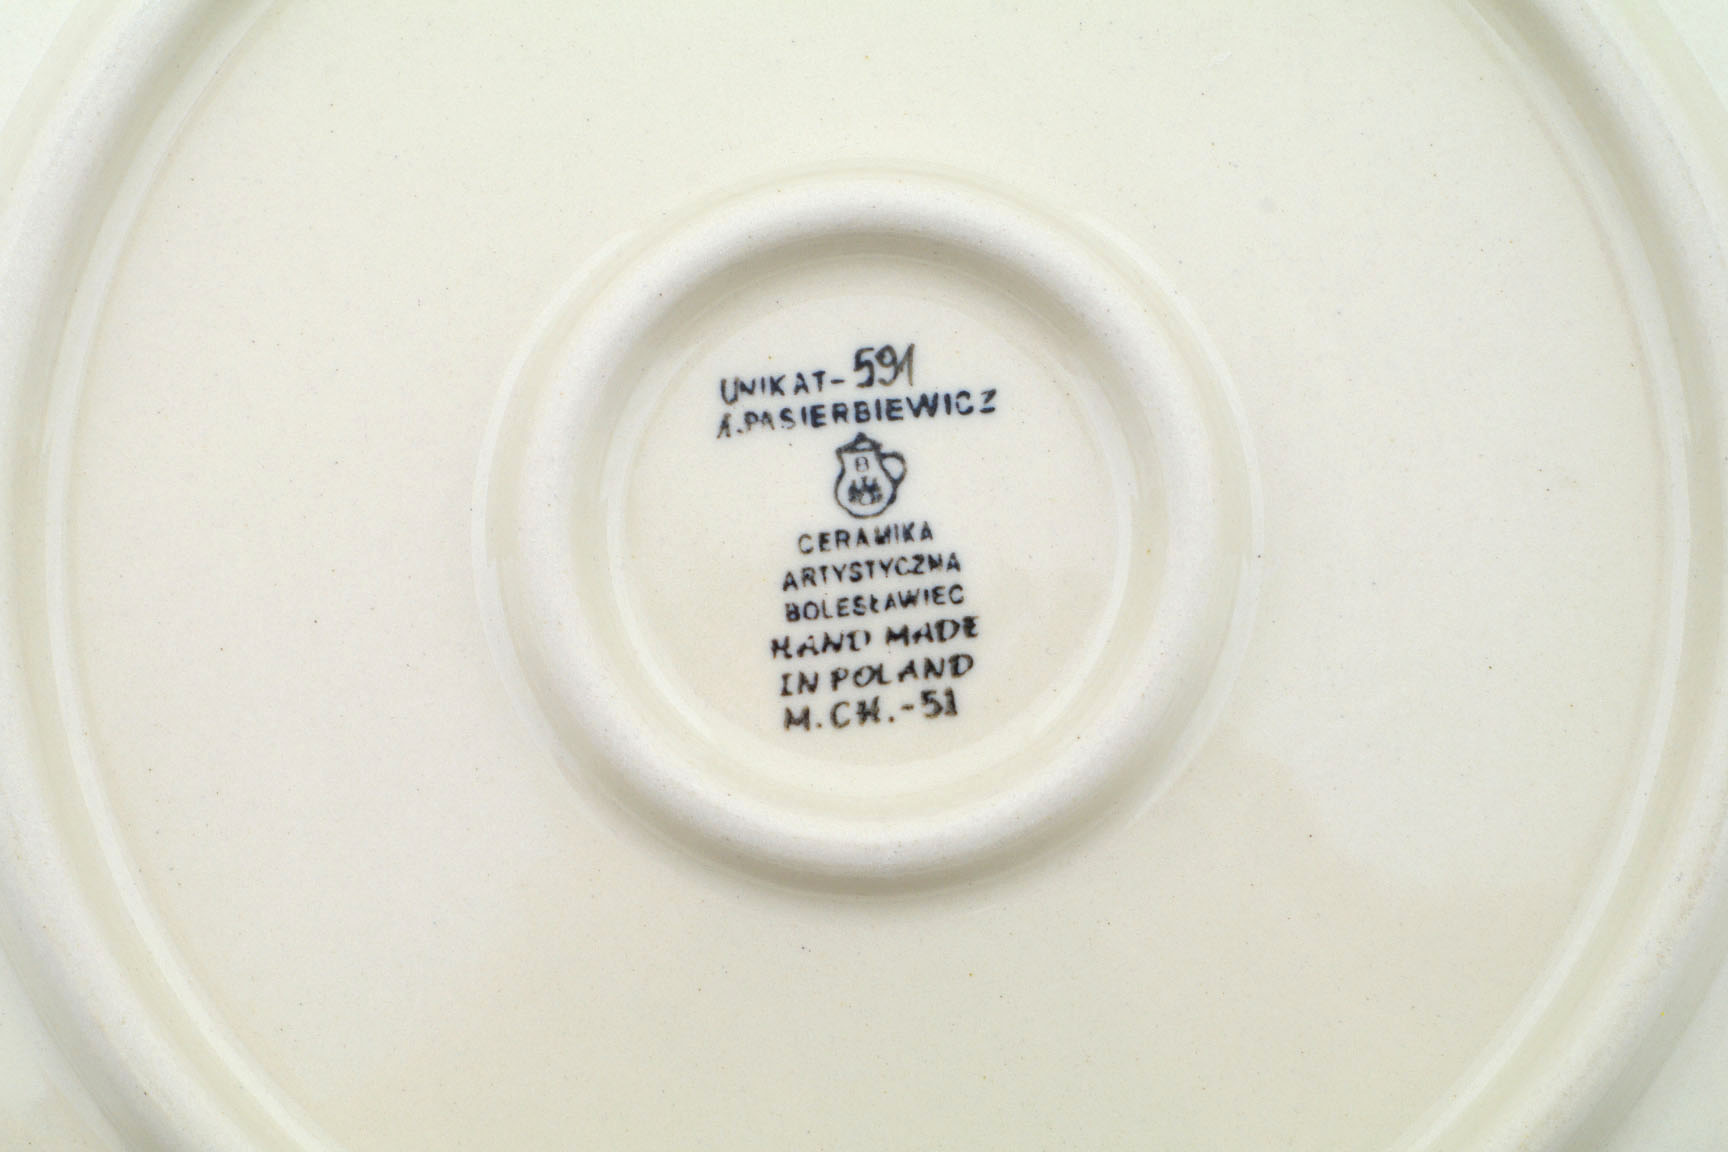 UNIKAT-591
A.PASIERBIEWICZ
B
CERAMIKA
ARTYSTYCZNA
BOLESŁAWIEC
HAND MADE
IN POLAND
M.CH.-51